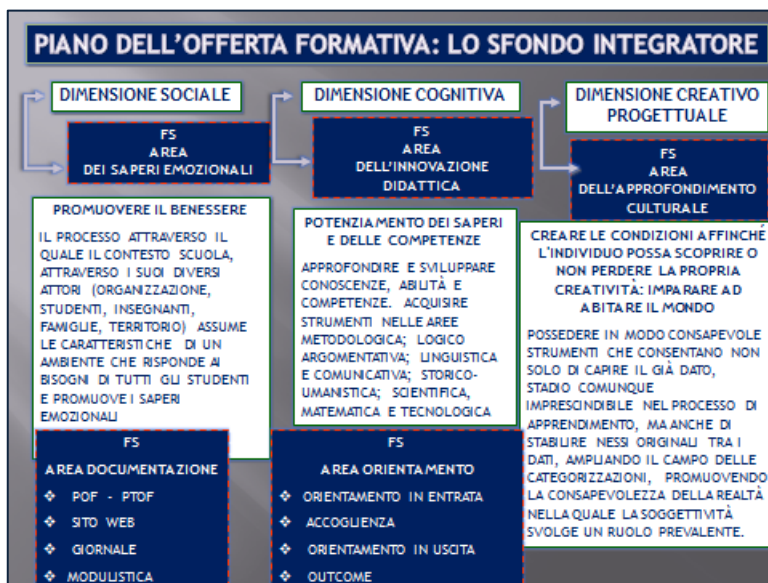 PIANO DELL'OFFERTA FORMATIVA: LO SFONDO INTEGRATORE
DIMENSIONE SOCIALE
FS
AREA
DEI SAPERI EMOZIONALI
PROMUOVERE IL BENESSERE
IL PROCESSO ATTRAVERSO IL
QUALE IL CONTESTO SCUOLA,
ATTRAVERSO I SUOI DIVERSI
ATTORI (ORGANIZZAZIONE,
STUDENTI, INSEGNANTI,
FAMIGLIE, TERRITORIO) ASSUME
LE CARATTERISTICHE DI UN
AMBIENTE CHE RISPONDE AI
BISOGNI DI TUTTI GLI STUDENTI
E PROMUOVE I SAPERI
EMOZIONALI
FS
AREA DOCUMENTAZIONE
❖ POF - PTOF
❖ SITO WEB
❖ GIORNALE
❖ MODULISTICA
DIMENSIONE COGNITIVA
FS
AREA
DELL'INNOVAZIONE
DIDATTICA
POTENZIAMENTO DEI SAPERI
E DELLE COMPETENZE
APPROFONDIRE E SVILUPPARE
CONOSCENZE, ABILITÀ E
COMPETENZE. ACQUISIRE
STRUMENTI NELLE AREE
METODOLOGICA; LOGICO
ARGOMENTATIVA; LINGUISTICA
E COMUNICATIVA; STORICO-
UMANISTICA; SCIENTIFICA,
MATEMATICA E TECNOLOGICA
FS
AREA ORIENTAMENTO
❖ ORIENTAMENTO IN ENTRATA
❖ ACCOGLIENZA
❖ ORIENTAMENTO IN USCITA
❖ OUTCOME
DIMENSIONE CREATIVO
PROGETTUALE
FS
AREA
DELL'APPROFONDIMENTO
CULTURALE
CREARE LE CONDIZIONI AFFINCHÉ
L'INDIVIDUO POSSA SCOPRIRE O
NON PERDERE LA PROPRIA
CREATIVITÀ: IMPARARE AD
ABITARE IL MONDO
POSSEDERE IN MODO CONSAPEVOLE
STRUMENTI CHE CONSENTANO NON
SOLO DI CAPIRE IL GIÀ DATO,
STADIO COMUNQUE
IMPRESCINDIBILE NEL PROCESSO DI
APPRENDIMENTO, MA ANCHE DI
STABILIRE NESSI ORIGINALI TRA I
DATI, AMPLIANDO IL CAMPO DELLE
CATEGORIZZAZIONI, PROMUOVENDO
LA CONSAPEVOLEZZA DELLA REALTÀ
NELLA QUALE LA SOGGETTIVITÀ
SVOLGE UN RUOLO PREVALENTE.